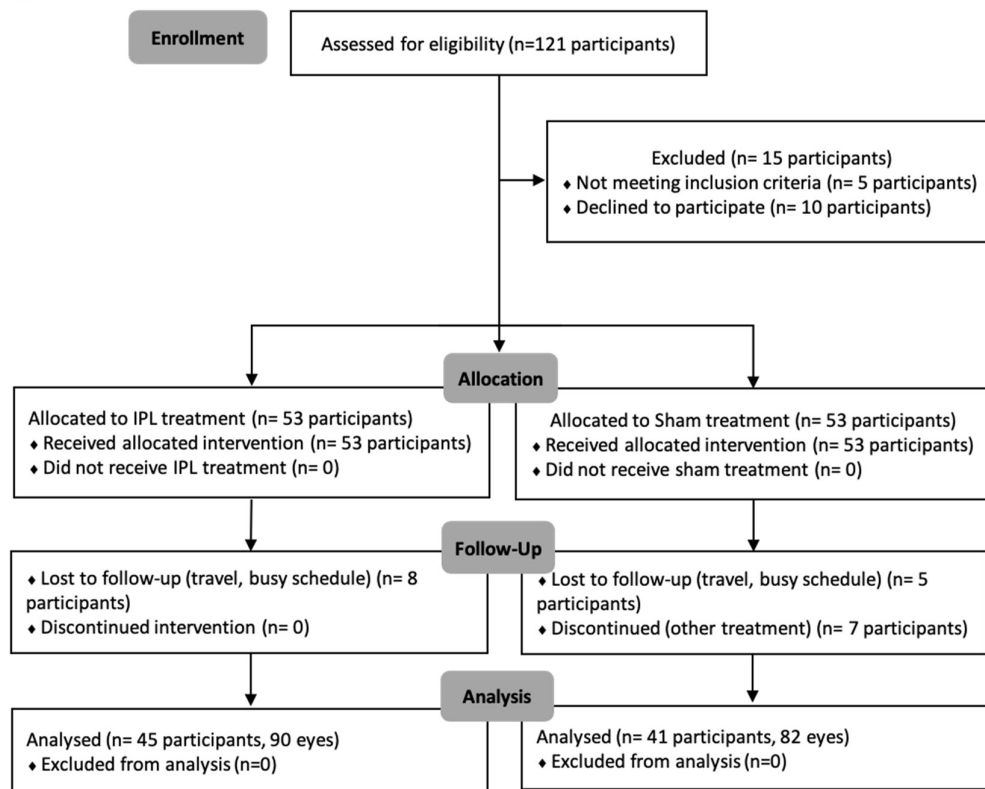 Enrollment
Assessed for eligibility (n=121 participants)
Excluded (n= 15 participants)
♦ Not meeting inclusion criteria (n= 5 participants)
♦ Declined to participate (n= 10 participants)
Allocation
Allocated to IPL treatment (n= 53 participants)
♦ Received allocated intervention (n= 53 participants)
♦ Did not receive IPL treatment (n= 0)
Allocated to Sham treatment (n= 53 participants)
♦ Received allocated intervention (n= 53 participants)
♦ Did not receive sham treatment (n= 0)
Follow-Up
♦ Lost to follow-up (travel, busy schedule) (n= 8
participants)
♦ Discontinued intervention (n= 0)
♦ Lost to follow-up (travel, busy schedule) (n= 5
participants)
♦ Discontinued (other treatment) (n= 7 participants)
Analysis
Analysed (n= 45 participants, 90 eyes)
♦ Excluded from analysis (n=0)
Analysed (n= 41 participants, 82 eyes)
♦ Excluded from analysis (n=0)